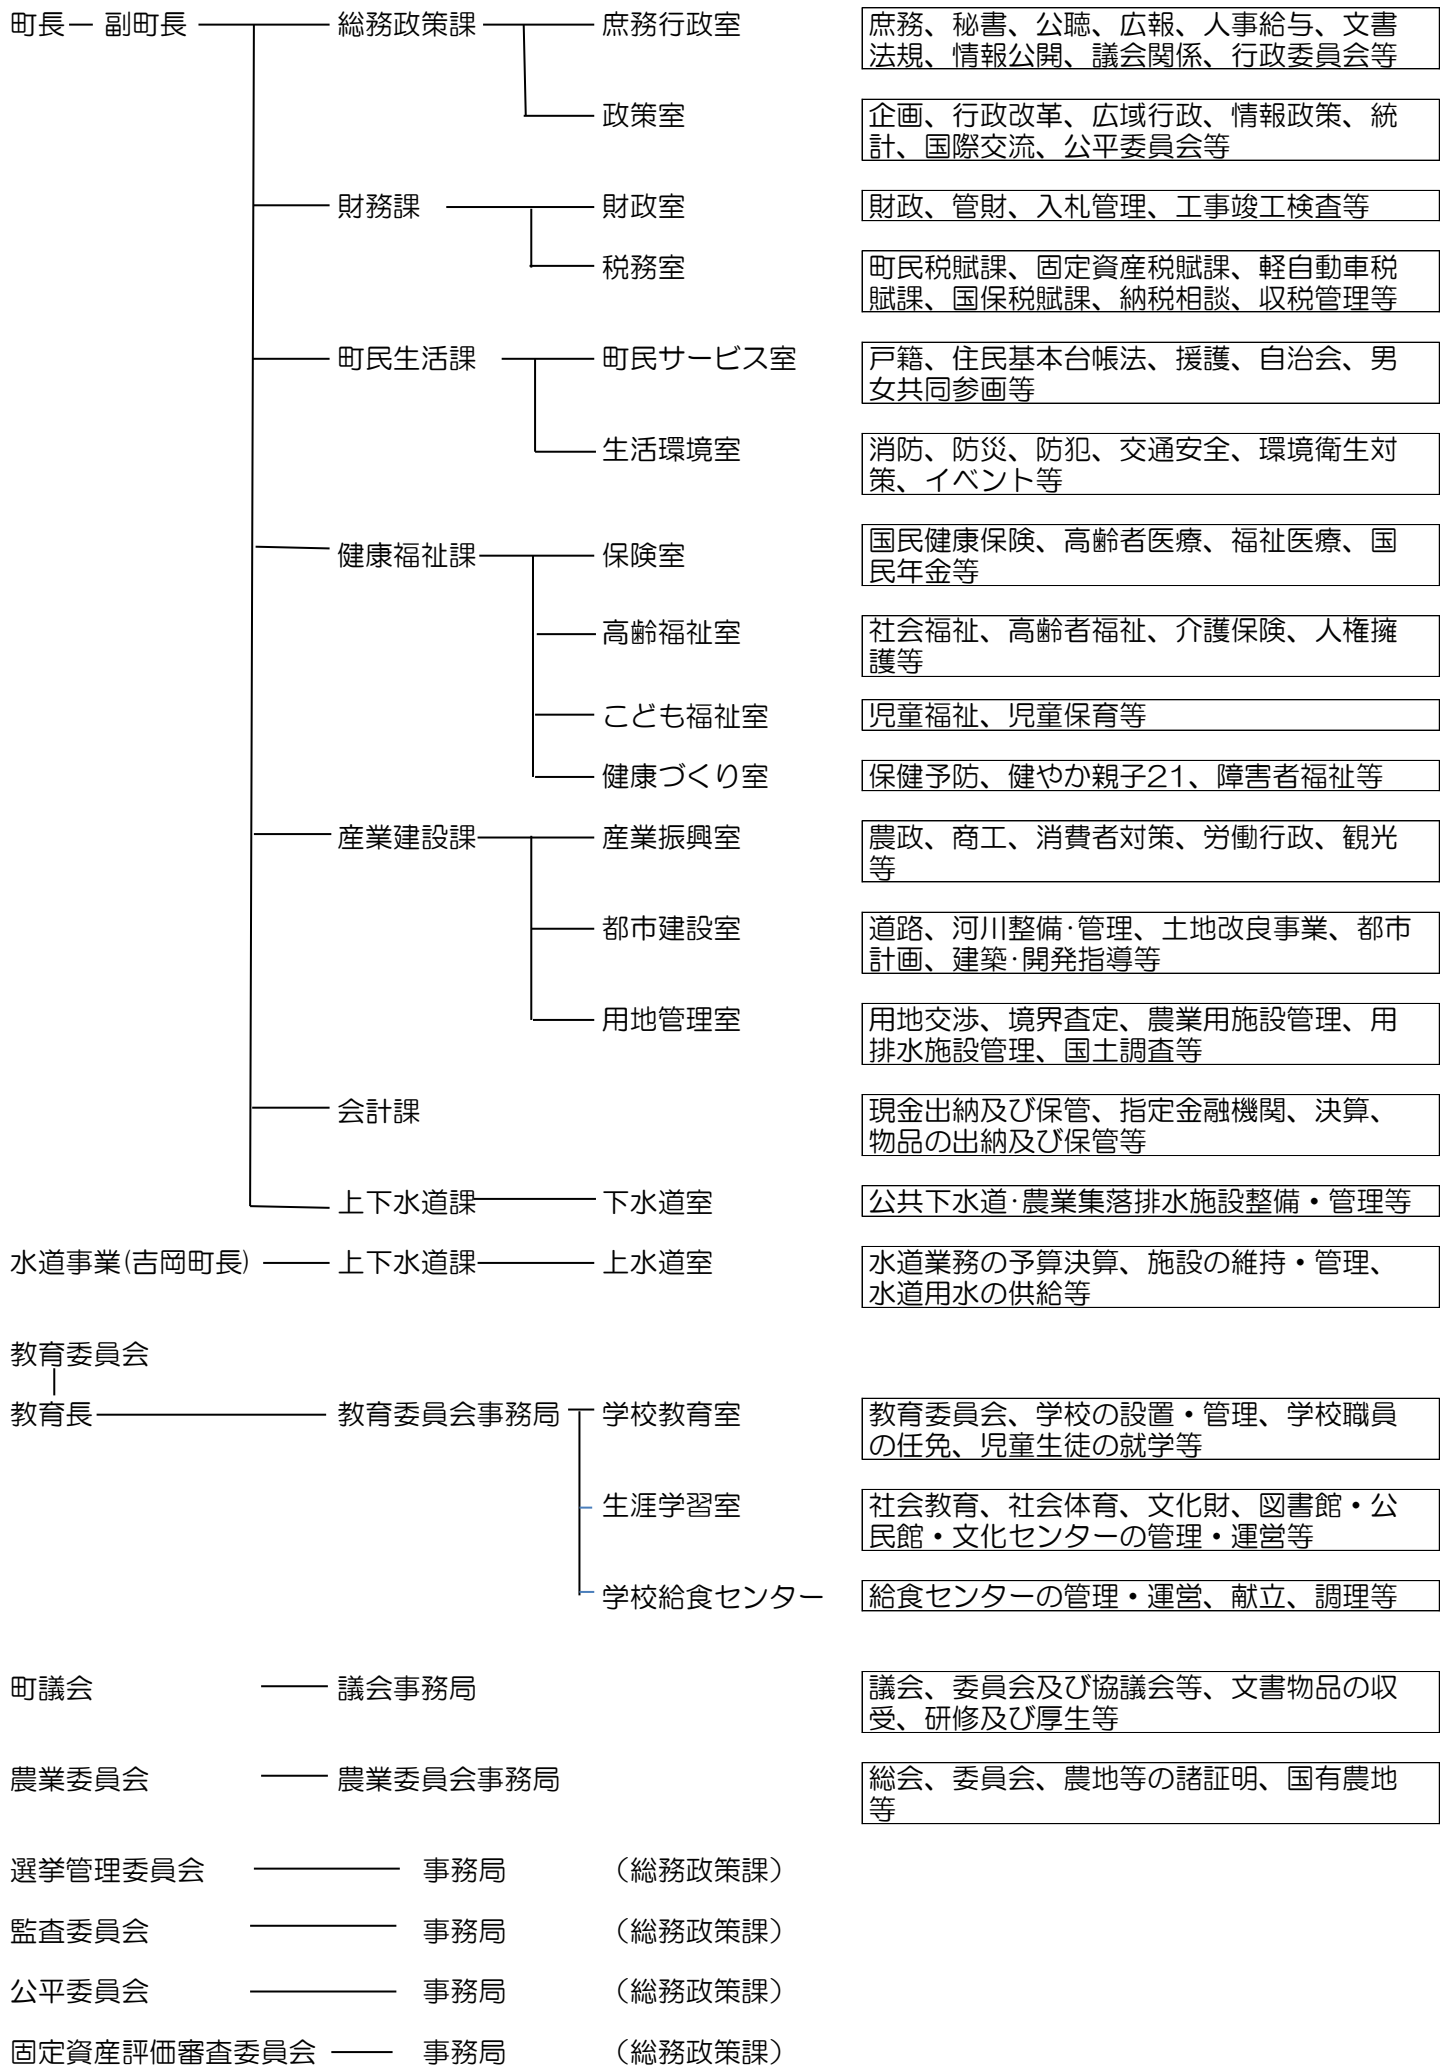 町長 副町長 総務政策課 庶務行政室 庶務、秘書、公聴、広報、人事給与、文書
法規、情報公開、議会関係、行政委員会等
政策室 企画、行政改革、広域行政、情報政策、統
計、国際交流、公平委員会等
財務課 財政室 財政、管財、入札管理、工事竣工検査等
税務室 町民税賦課、固定資産税賦課、軽自動車税
賦課、国保税賦課、納税相談、収税管理等
町民生活課 町民サービス室 戸籍、住民基本台帳法、援護、自治会、男
女共同参画等
生活環境室 消防、防災、防犯、交通安全、環境衛生対
策、イベント等
健康福祉課 保険室 国民健康保険、高齢者医療、福祉医療、国
民年金等
高齢福祉室 社会福祉、高齢者福祉、介護保険、人権擁
護等
こども福祉室 児童福祉、児童保育等
健康づくり室 保健予防、健やか親子21、障害者福祉等
産業建設課 産業振興室 農政、商工、消費者対策、労働行政、観光
等
都市建設室 道路、河川整備・管理、土地改良事業、都市
計画、建築・開発指導等
用地管理室 用地交渉、境界査定、農業用施設管理、用
排水施設管理、国土調査等
会計課 現金出納及び保管、指定金融機関、決算、
物品の出納及び保管等
上下水道課 下水道室 公共下水道・農業集落排水施設整備・管理等
水道事業(吉岡町長) 上下水道課 上水道室 水道業務の予算決算、施設の維持・管理、
水道用水の供給等
教育委員会
教育長 教育委員会事務局 学校教育室 教育委員会、学校の設置・管理、学校職員
の任免、児童生徒の就学等
生涯学習室 社会教育、社会体育、文化財、図書館・公
民館・文化センターの管理・運営等
学校給食センター 給食センターの管理・運営、献立、調理等
町議会 議会事務局 議会、委員会及び協議会等、文書物品の収
受、研修及び厚生等
農業委員会 農業委員会事務局 総会、委員会、農地等の諸証明、国有農地
等
選挙管理委員会 事務局 （総務政策課）
監査委員会 事務局 （総務政策課）
公平委員会 事務局 （総務政策課）
固定資産評価審査委員会 事務局 （総務政策課）